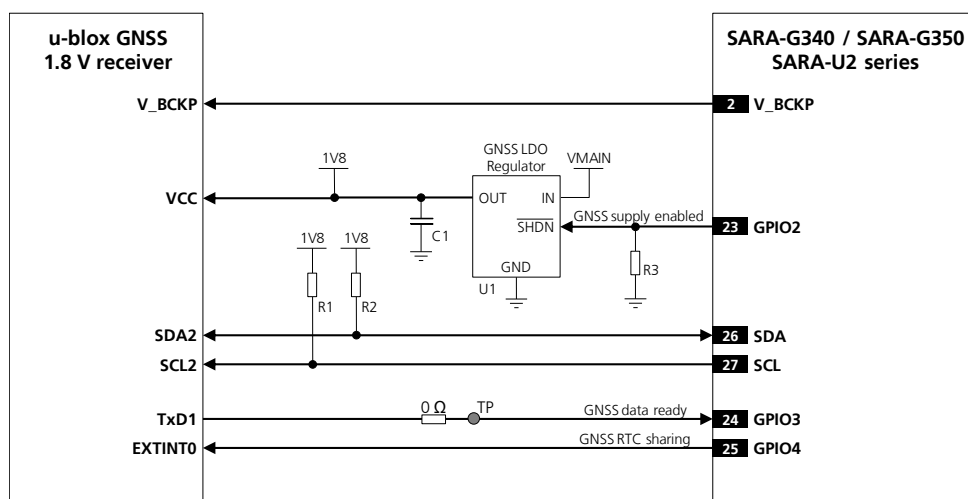 u-blox GNSS
1.8 V receiver
SARA-G340 / SARA-G350
SARA-U2 series
V_BCKP
2 V_BCKP
GNSS LDO
Regulator
VMAIN
1V8
VCC
OUT
IN
GNSS supply enabled
SHDN
23 GPIO2
C1
1V8
1V8
GND
R3
U1
R1
R2
SDA2
26 SDA
SCL2
27 SCL
0 Ω
TP
TxD1
GNSS data ready
24 GPIO3
EXTINT0
GNSS RTC sharing
25 GPIO4